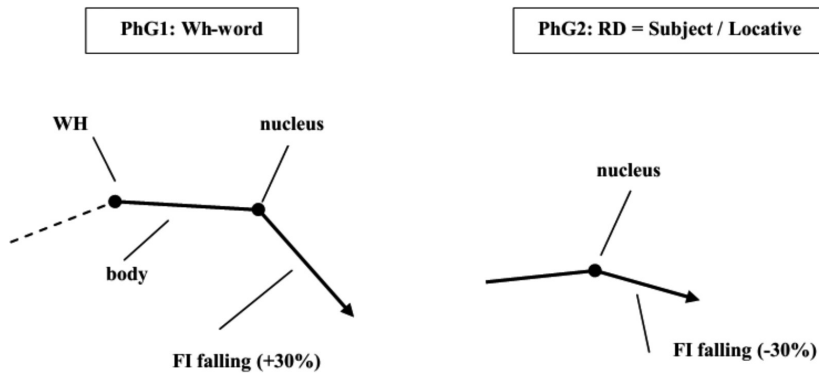 PhG1: Wh-word
PhG2: RD = Subject / Locative
WH
nucleus
body
FI falling (+30%)
nucleus
FI falling (-30%)